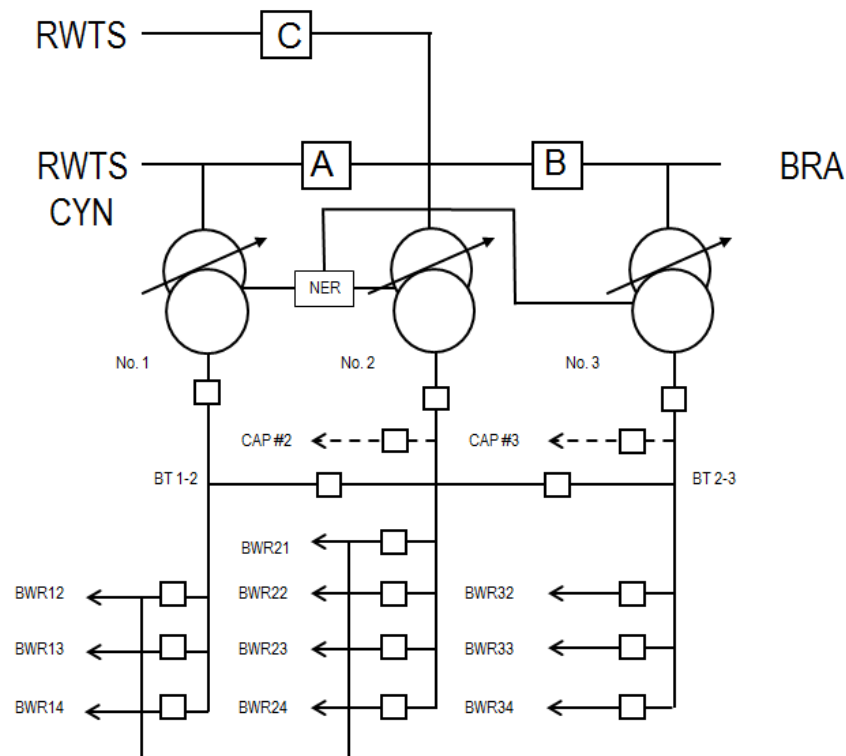 RWTS
C
RWTS
CYN
A
B
BRA
NER
No. 1
No. 2
No. 3
CAP #2
CAP #3
BT 1-2
BT 2-3
BWR21
BWR12
BWR22
BWR32
BWR13
BWR23
BWR33
BWR14
BWR24
BWR34